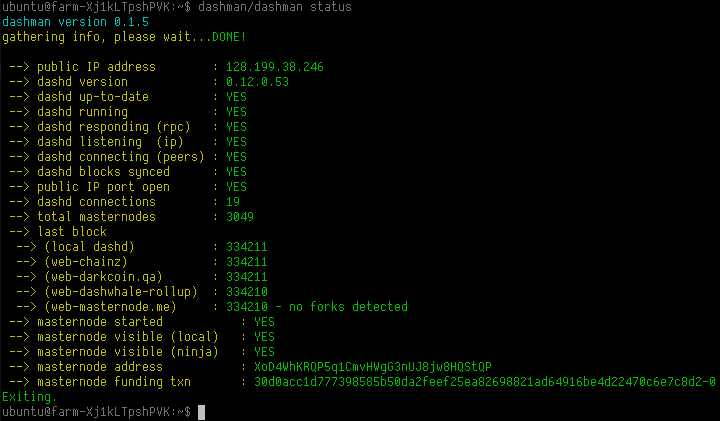 ubuntu@farm-Xj1kLTpshPVK:~$ dashman/dashman status
dashman version 0.1.5
gathering info, please wait...DONE!
--> public IP address : 128.199.38.246
--> dashd version : 0.12.0.53
--> dashd up-to-date : YES
--> dashd running : YES
--> dashd responding (rpc) : YES
--> dashd listening (ip) : YES
--> dashd connecting (peers) : YES
--> dashd blocks synced : YES
--> public IP port open : YES
--> dashd connections : 19
--> total masternodes : 3049
--> last block
--> (local dashd) : 334211
--> (web-chainz) : 334211
--> (web-darkcoin.qa) : 334211
--> (web-dashwhale-rollup) : 334210
--> (web-masternode.me) : 334210 - no forks detected
--> masternode started : YES
--> masternode visible (local) : YES
--> masternode visible (ninja) : YES
--> masternode address : XoD4WhKRQP5q1CmvHWgG3nUJ8jw8HQStQP
--> masternode funding txn : 30d0acc1d777398585b50da2feef25ea82698821ad64916be4d22470c6e7c8d2-0
Exiting.
ubuntu@farm-Xj1kLTpshPVK:~$